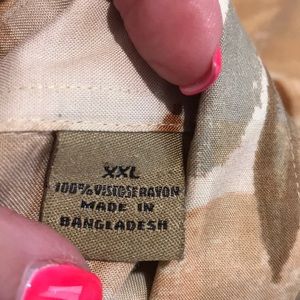 XXL
100% VISCOSE RAYON
MADE IN
BANGLADESH